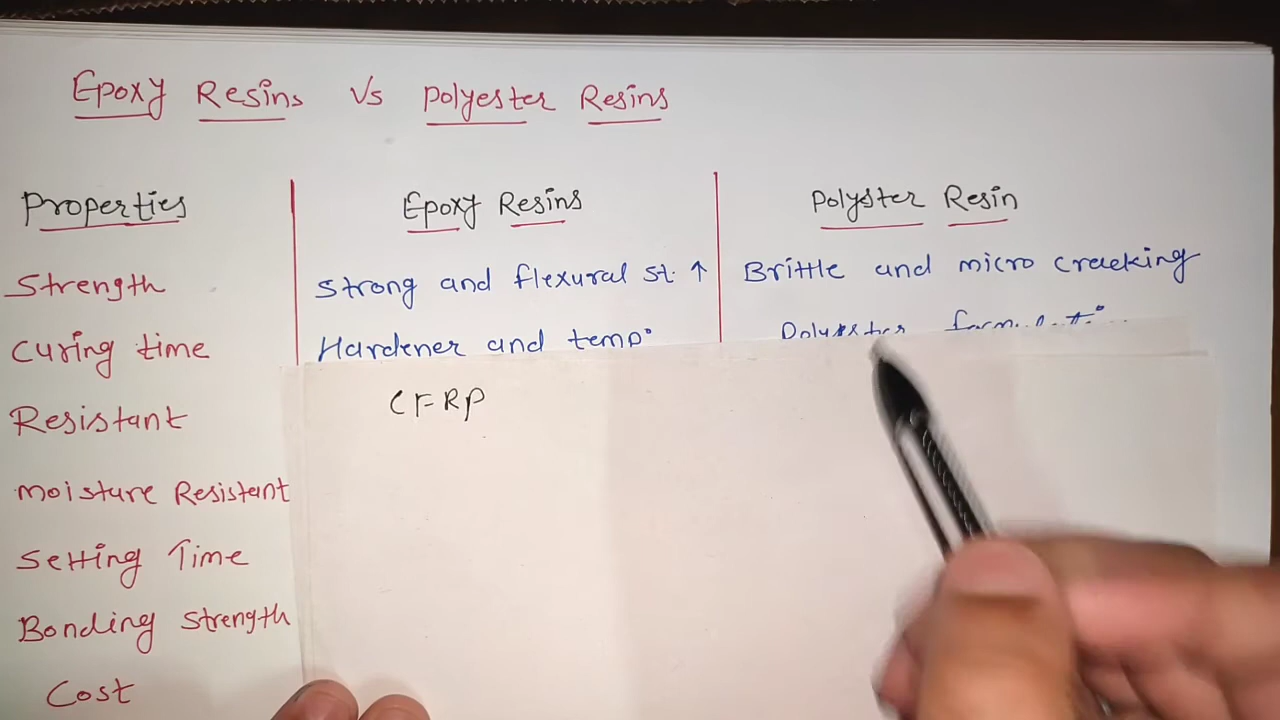 Epoxy Resins Vs Polyester Resins
Properties Epoxy Resins Polyster Resin
Strength Strong and flexural st. ↑ Brittle and micro cracking
Curing time Hardener and temp°
Resistant CFRP
Moisture Resistant
Setting Time
Bonding Strength
Cost